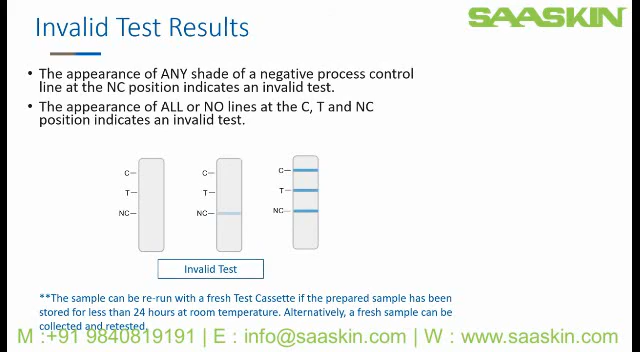 SAASKIN™
Invalid Test Results
• The appearance of ANY shade of a negative process control
line at the NC position indicates an invalid test.
• The appearance of ALL or NO lines at the C, T and NC
position indicates an invalid test.
C
T
NC
C
T
NC
C
T
NC
Invalid Test
**The sample can be re-run with a fresh Test Cassette if the prepared sample has been
stored for less than 24 hours at room temperature. Alternatively, a fresh sample can be
collected and retested.
M :+91 9840819191 | E : info@saaskin.com | W : www.saaskin.com